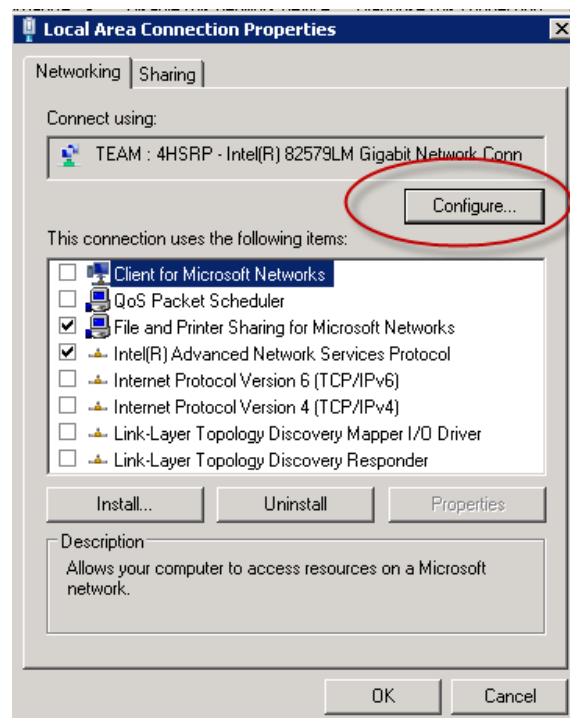 Local Area Connection Properties
Networking
Sharing
Connect using:
TEAM : 4HSRP - Intel(R) 82579LM Gigabit Network Conn
Configure...
This connection uses the following items:
Client for Microsoft Networks
QoS Packet Scheduler
File and Printer Sharing for Microsoft Networks
Intel(R) Advanced Network Services Protocol
Internet Protocol Version 6 (TCP/IPv6)
Internet Protocol Version 4 (TCP/IPv4)
Link-Layer Topology Discovery Mapper I/O Driver
Link-Layer Topology Discovery Responder
Install...
Uninstall
Properties
Description
Allows your computer to access resources on a Microsoft
network.
OK
Cancel